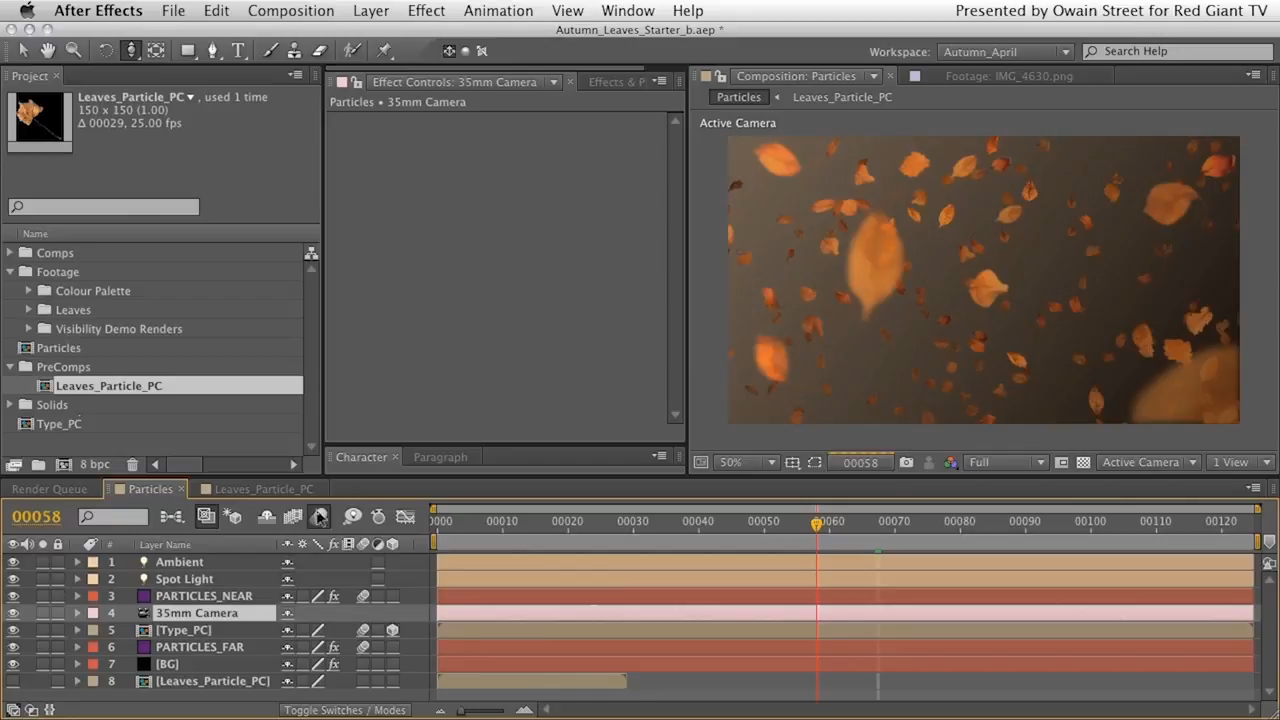 After Effects File Edit Composition Layer Effect Animation View Window Help Presented by Owain Street for Red Giant TV
Autumn_Leaves_Starter_b.aep *
Workspace: Autumn_April Search Help
Project
Leaves_Particle_PC , used 1 time
150 x 150 (1.00)
Δ 00029, 25.00 fps
Name
Comps
Footage
Colour Palette
Leaves
Visibility Demo Renders
Particles
PreComps
Leaves_Particle_PC
Solids
Type_PC
8 bpc
Effect Controls: 35mm Camera Effects & P
Particles • 35mm Camera
Character Paragraph
Composition: Particles Footage: IMG_4630.png
Particles Leaves_Particle_PC
Active Camera
50% 00058 Full Active Camera 1 View
Render Queue Particles Leaves_Particle_PC
00058
0000 00010 00020 00030 00040 00050 00060 00070 00080 00090 00100 00110 00120
# Layer Name fx
1 Ambient
2 Spot Light
3 PARTICLES_NEAR fx
4 35mm Camera
5 [Type_PC]
6 PARTICLES_FAR fx
7 [BG] fx
8 [Leaves_Particle_PC]
Toggle Switches / Modes